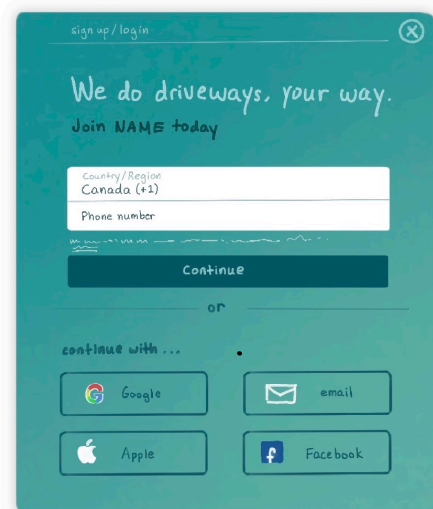 sign up/login
We do driveways, your way.
Join NAME today
Country/Region
Canada (+1)
Phone number
Continue
or
continue with ...
Google
email
Apple
Facebook